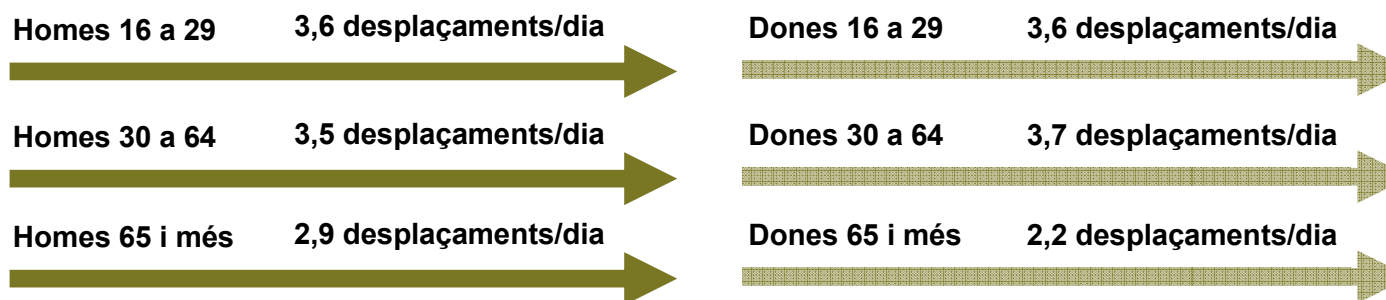 Homes 16 a 29 3,6 desplaçaments/dia Dones 16 a 29 3,6 desplaçaments/dia
Homes 30 a 64 3,5 desplaçaments/dia Dones 30 a 64 3,7 desplaçaments/dia
Homes 65 i més 2,9 desplaçaments/dia Dones 65 i més 2,2 desplaçaments/dia